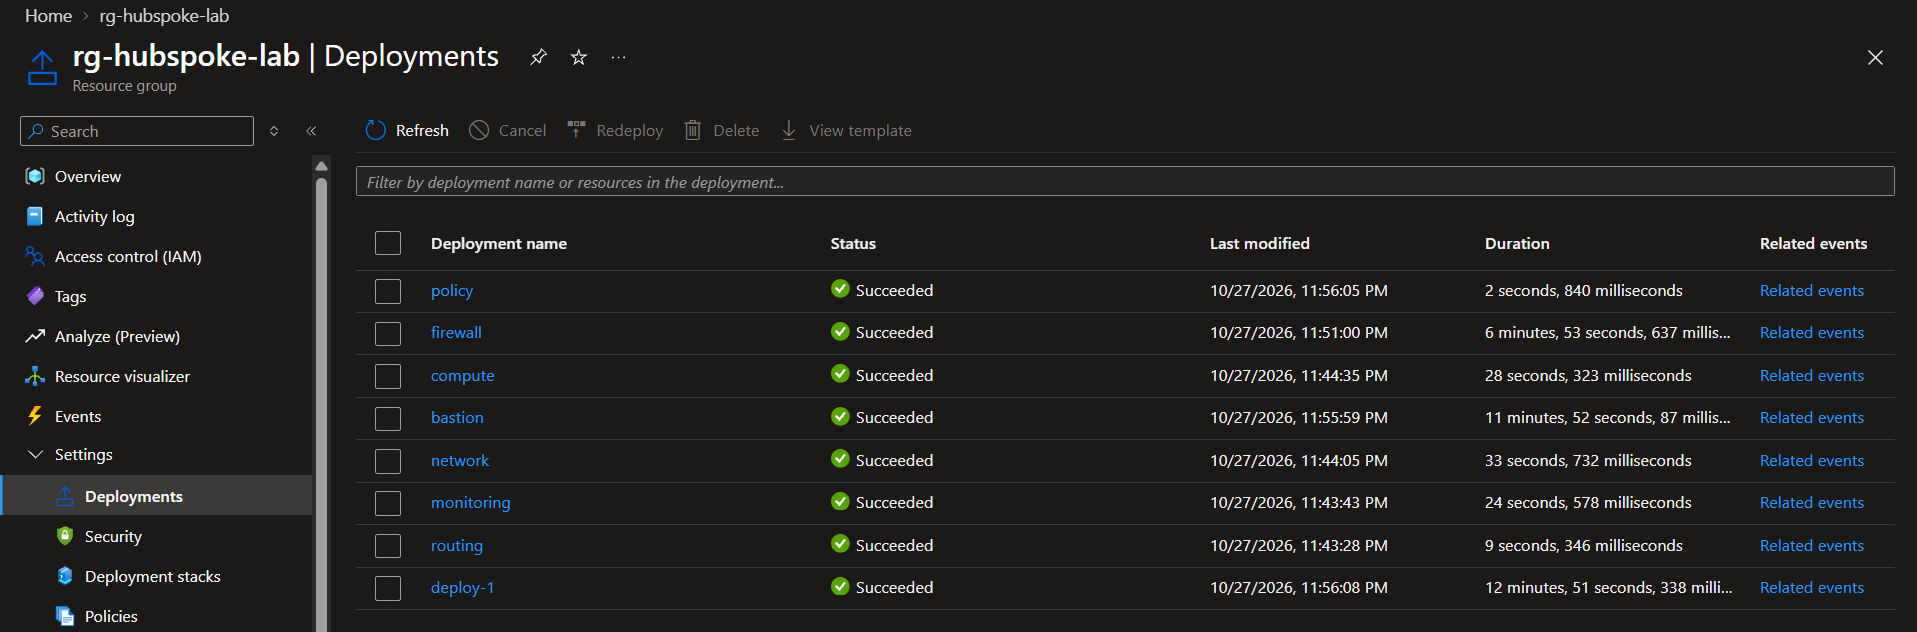 Home > rg-hubspoke-lab
rg-hubspoke-lab | Deployments ...
Resource group
Search
Refresh Cancel Redeploy Delete View template
Overview
Activity log
Access control (IAM)
Tags
Analyze (Preview)
Resource visualizer
Events
Settings
Deployments
Security
Deployment stacks
Policies
Filter by deployment name or resources in the deployment...
Deployment name Status Last modified Duration Related events
policy Succeeded 10/27/2026, 11:56:05 PM 2 seconds, 840 milliseconds Related events
firewall Succeeded 10/27/2026, 11:51:00 PM 6 minutes, 53 seconds, 637 millis... Related events
compute Succeeded 10/27/2026, 11:44:35 PM 28 seconds, 323 milliseconds Related events
bastion Succeeded 10/27/2026, 11:55:59 PM 11 minutes, 52 seconds, 87 millis... Related events
network Succeeded 10/27/2026, 11:44:05 PM 33 seconds, 732 milliseconds Related events
monitoring Succeeded 10/27/2026, 11:43:43 PM 24 seconds, 578 milliseconds Related events
routing Succeeded 10/27/2026, 11:43:28 PM 9 seconds, 346 milliseconds Related events
deploy-1 Succeeded 10/27/2026, 11:56:08 PM 12 minutes, 51 seconds, 338 milli... Related events